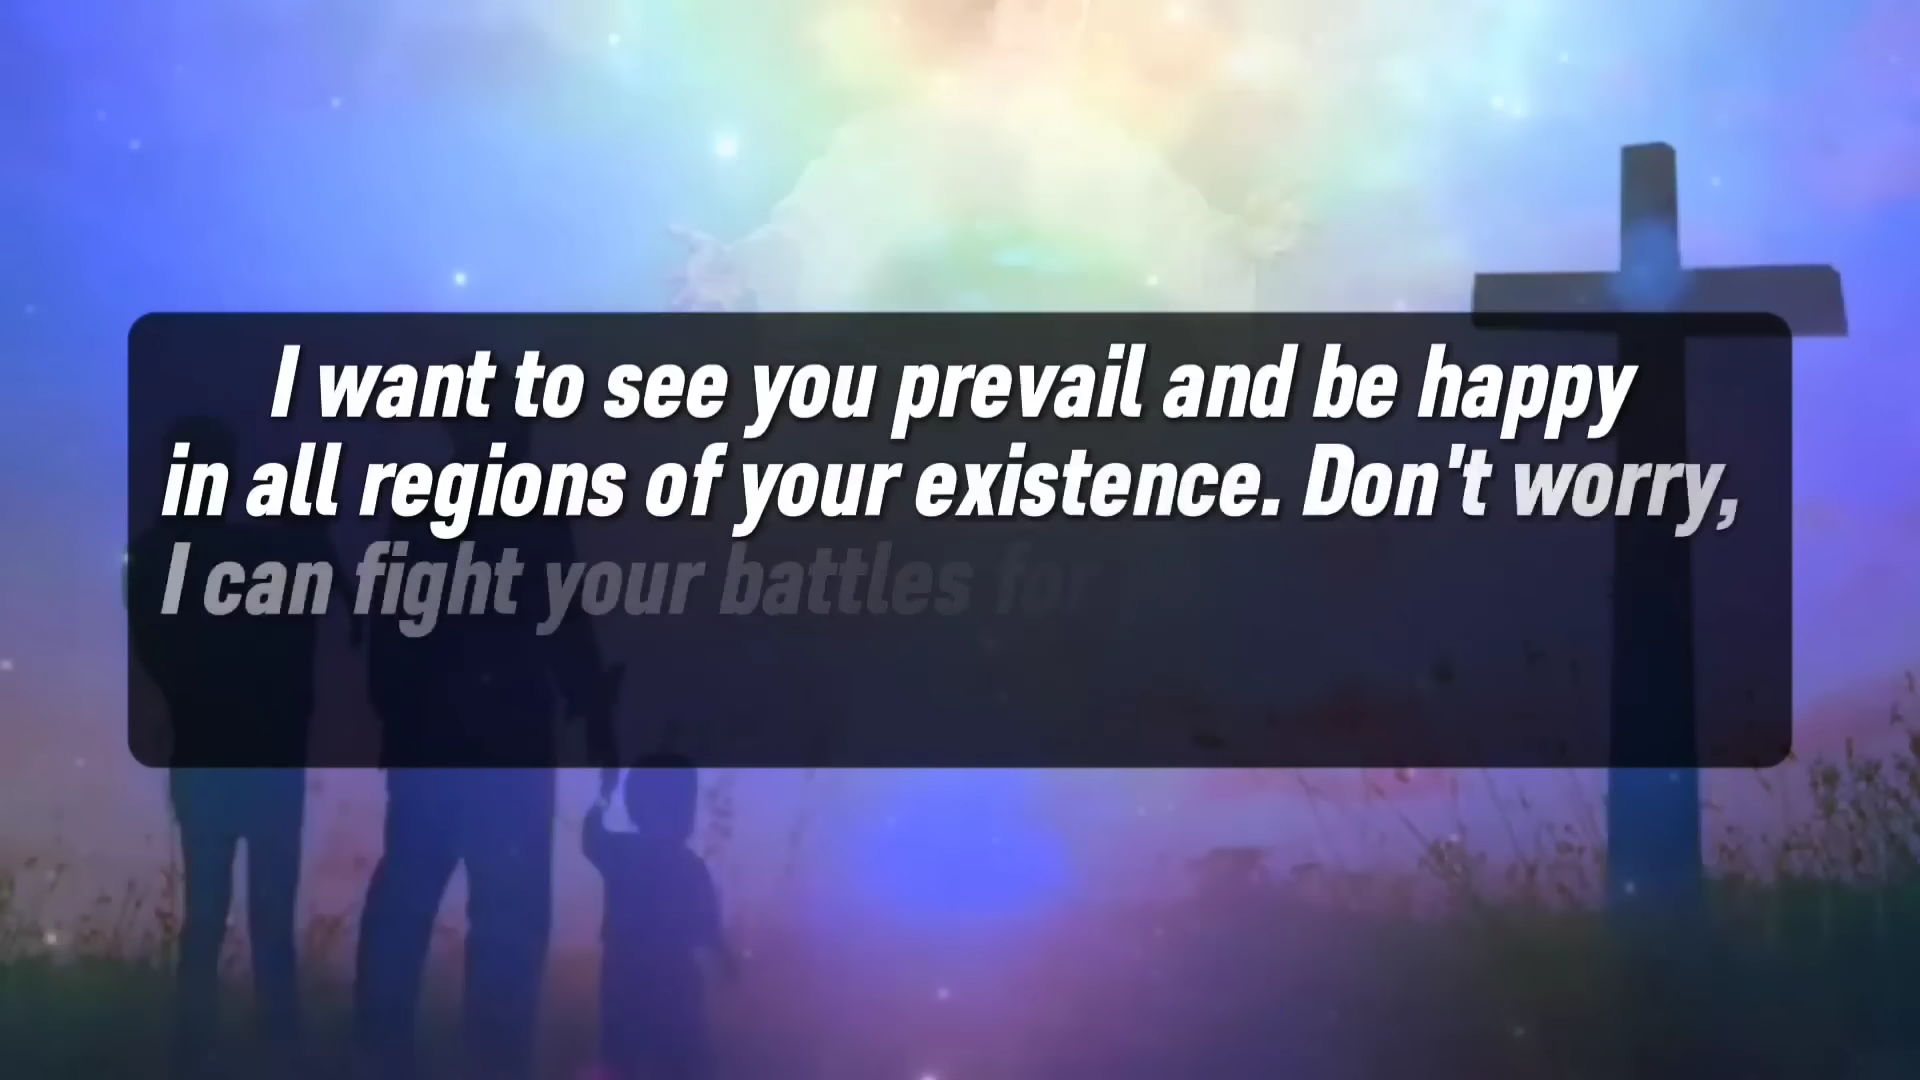 I want to see you prevail and be happy
in all regions of your existence. Don't worry,
I can fight your battles for